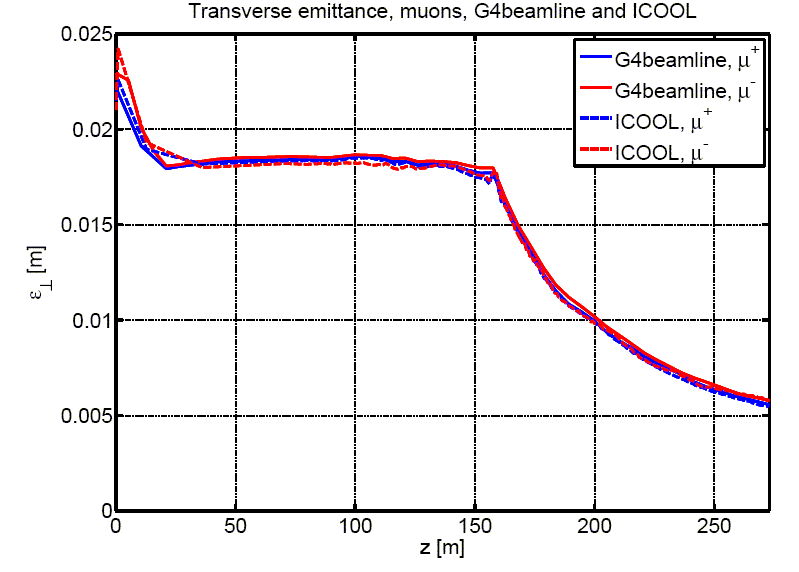 Transverse emittance, muons, G4beamline and ICOOL
0.025
0.02
0.015
0.01
0.005
0
ε⊥ [m]
G4beamline, μ+
G4beamline, μ-
ICOOL, μ+
ICOOL, μ-
0 50 100 150 200 250
z [m]